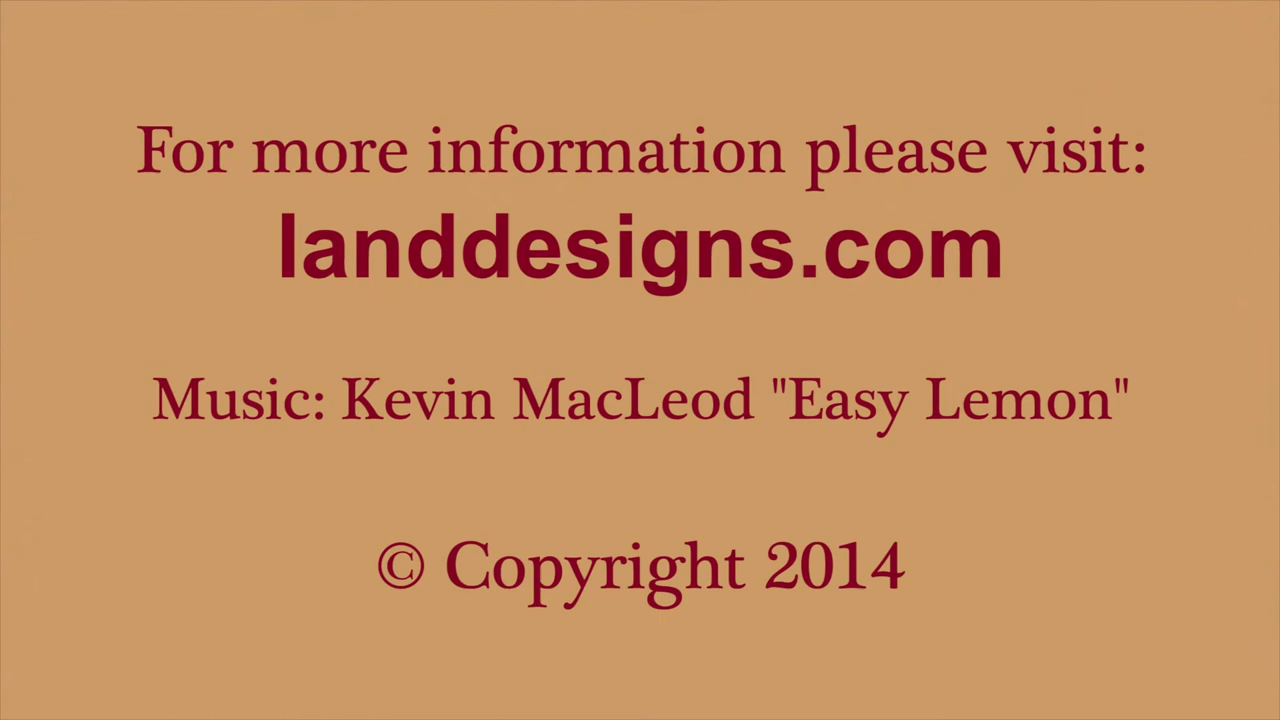 For more information please visit:
landdesigns.com
Music: Kevin MacLeod "Easy Lemon"
© Copyright 2014